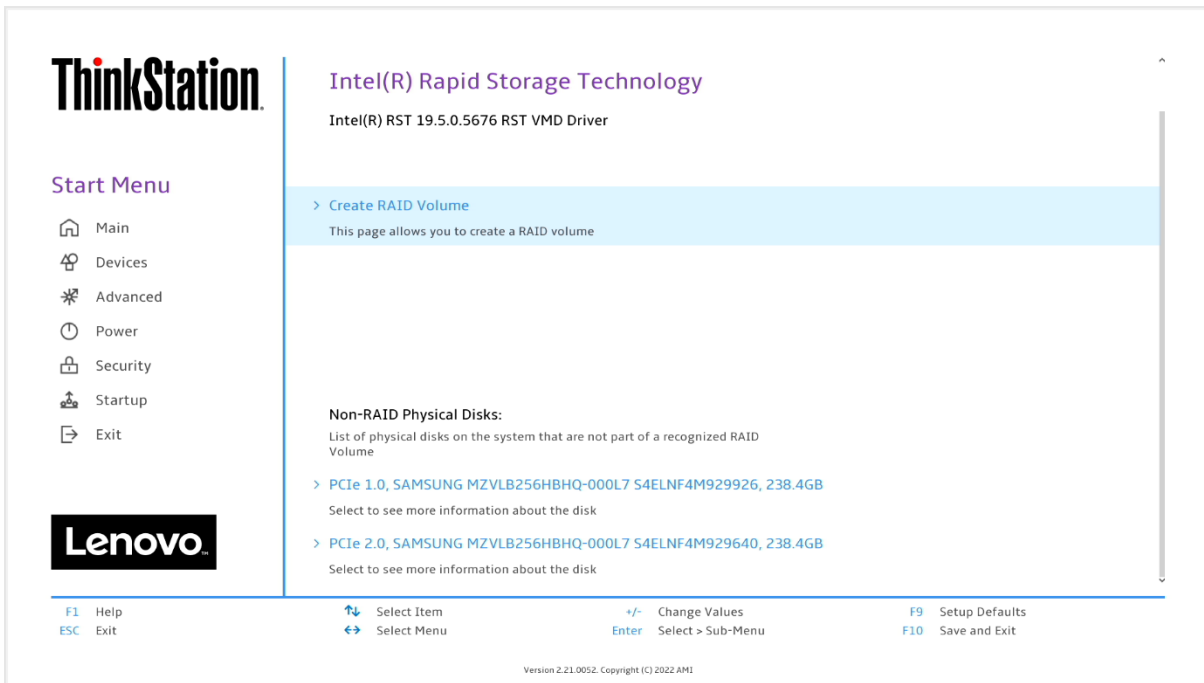 ThinkStation
Start Menu
Main
Devices
Advanced
Power
Security
Startup
Exit
Lenovo
Intel(R) Rapid Storage Technology
Intel(R) RST 19.5.0.5676 RST VMD Driver
> Create RAID Volume
This page allows you to create a RAID volume
Non-RAID Physical Disks:
List of physical disks on the system that are not part of a recognized RAID
Volume
> PCIe 1.0, SAMSUNG MZVLB256HBHQ-000L7 S4ELNF4M929926, 238.4GB
Select to see more information about the disk
> PCIe 2.0, SAMSUNG MZVLB256HBHQ-000L7 S4ELNF4M929640, 238.4GB
Select to see more information about the disk
F1 Help ↑↓ Select Item +/- Change Values F9 Setup Defaults
ESC Exit ↔ Select Menu Enter Select > Sub-Menu F10 Save and Exit
Version 2.21.0052. Copyright (C) 2022 AMI